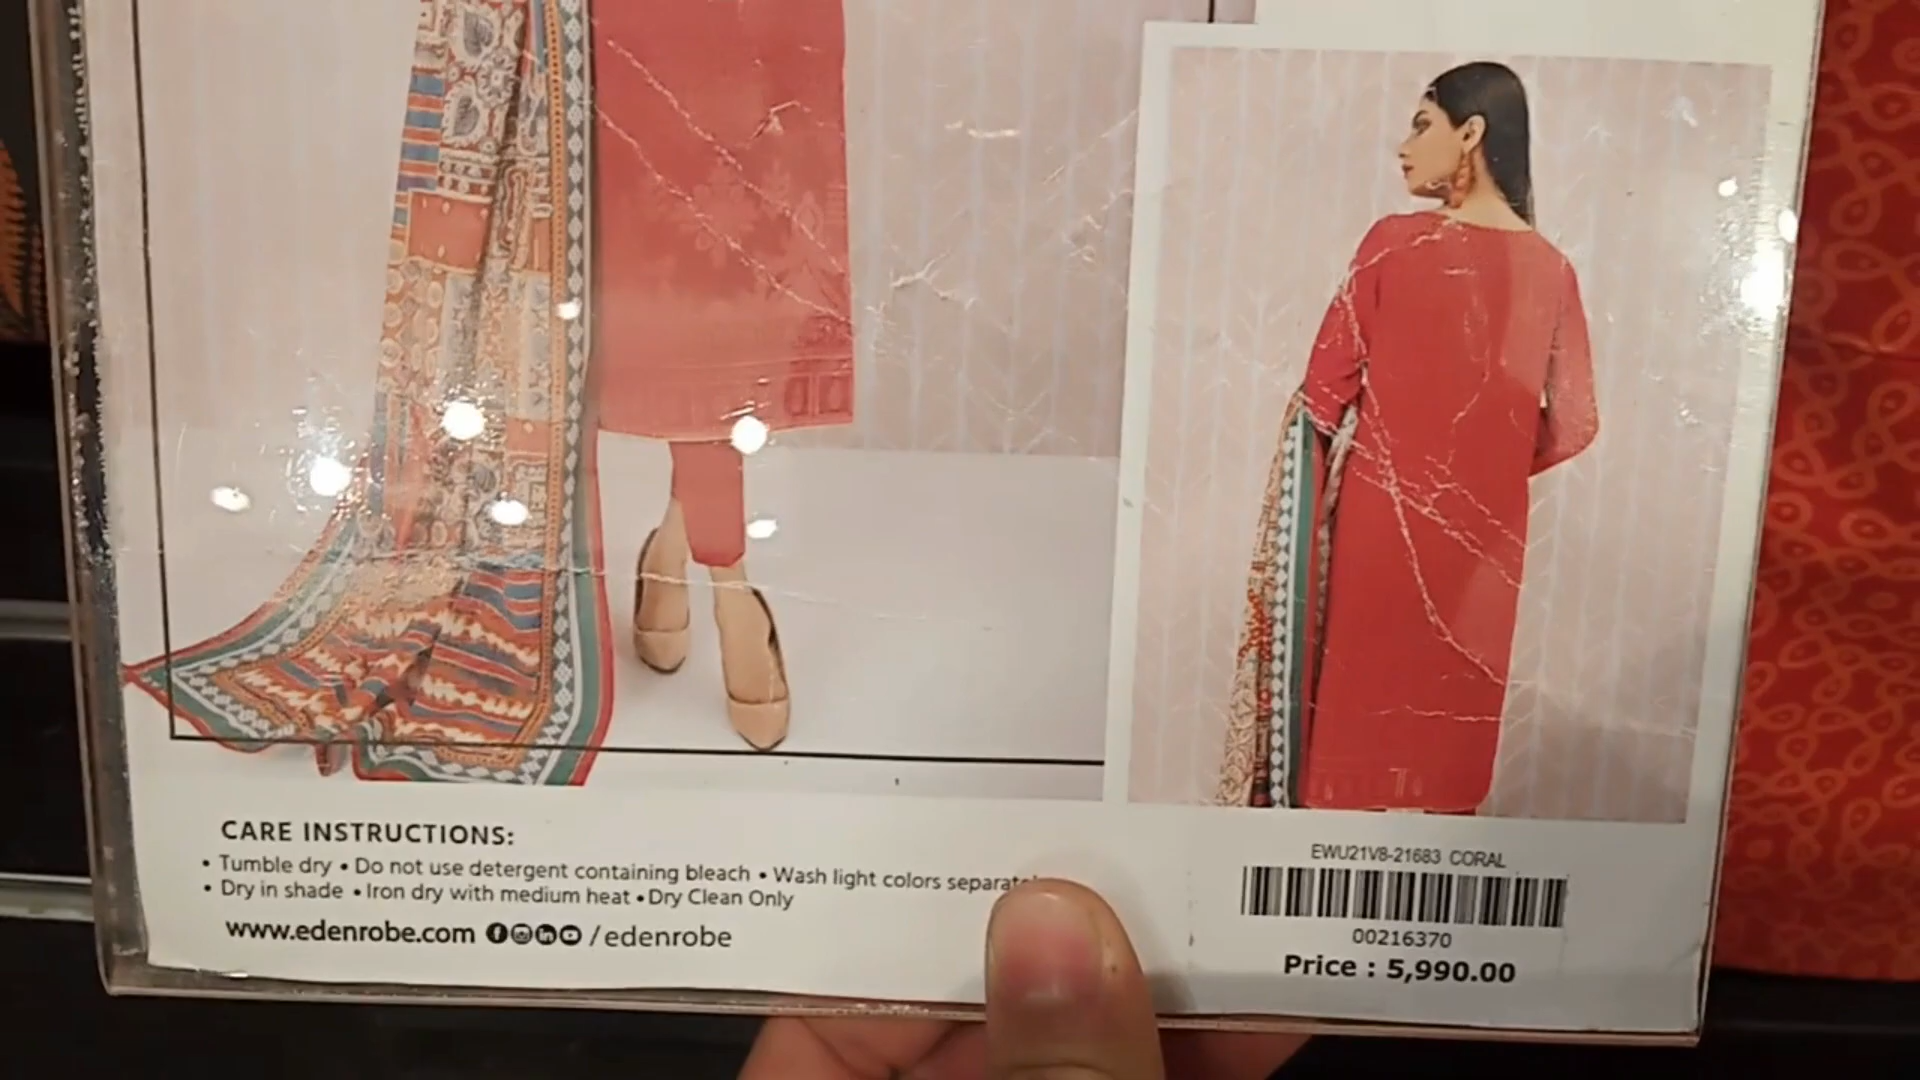 CARE INSTRUCTIONS:
• Tumble dry • Do not use detergent containing bleach • Wash light colors
• Dry in shade • Iron dry with medium heat • Dry Clean Only
www.edenrobe.com /edenrobe
EWU21V8-21683 CORAL
00216370
Price : 5,990.00